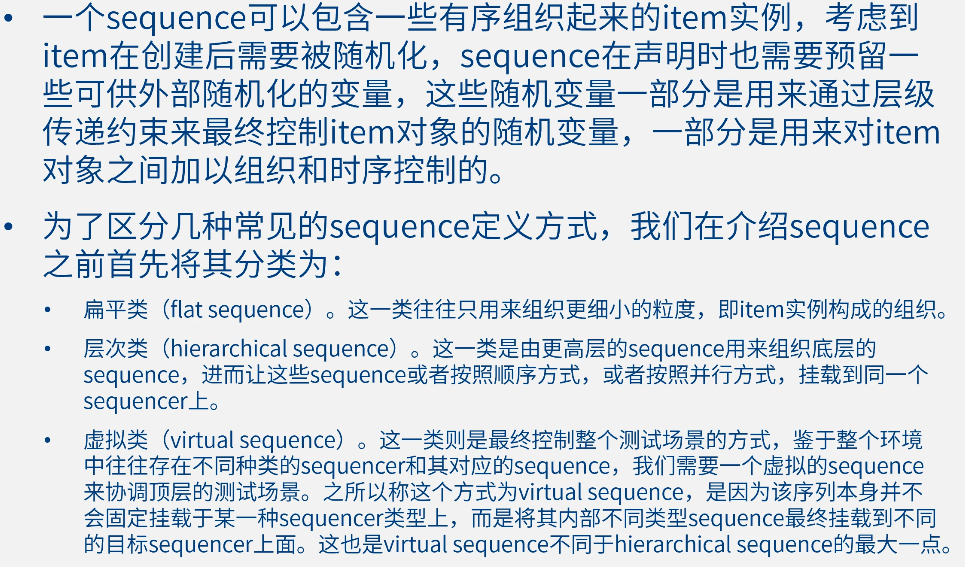 • 一个sequence可以包含一些有序组织起来的item实例，考虑到
item在创建后需要被随机化，sequence在声明时也需要预留一
些可供外部随机化的变量，这些随机变量一部分是用来通过层级
传递约束来最终控制item对象的随机变量，一部分是用来对item
对象之间加以组织和时序控制的。
• 为了区分几种常见的sequence定义方式，我们在介绍sequence
之前首先将其分类为：
• 扁平类（flat sequence）。这一类往往只用来组织更细小的粒度，即item实例构成的组织。
• 层次类（hierarchical sequence）。这一类是由更高层的sequence用来组织底层的
sequence，进而让这些sequence或者按照顺序方式，或者按照并行方式，挂载到同一个
sequencer上。
• 虚拟类（virtual sequence）。这一类则是最终控制整个测试场景的方式，鉴于整个环境
中往往存在不同种类的sequencer和其对应的sequence，我们需要一个虚拟的sequence
来协调顶层的测试场景。之所以称这个方式为virtual sequence，是因为该序列本身并不
会固定挂载于某一种sequencer类型上，而是将其内部不同类型sequence最终挂载到不同
的目标sequencer上面。这也是virtual sequence不同于hierarchical sequence的最大一点。